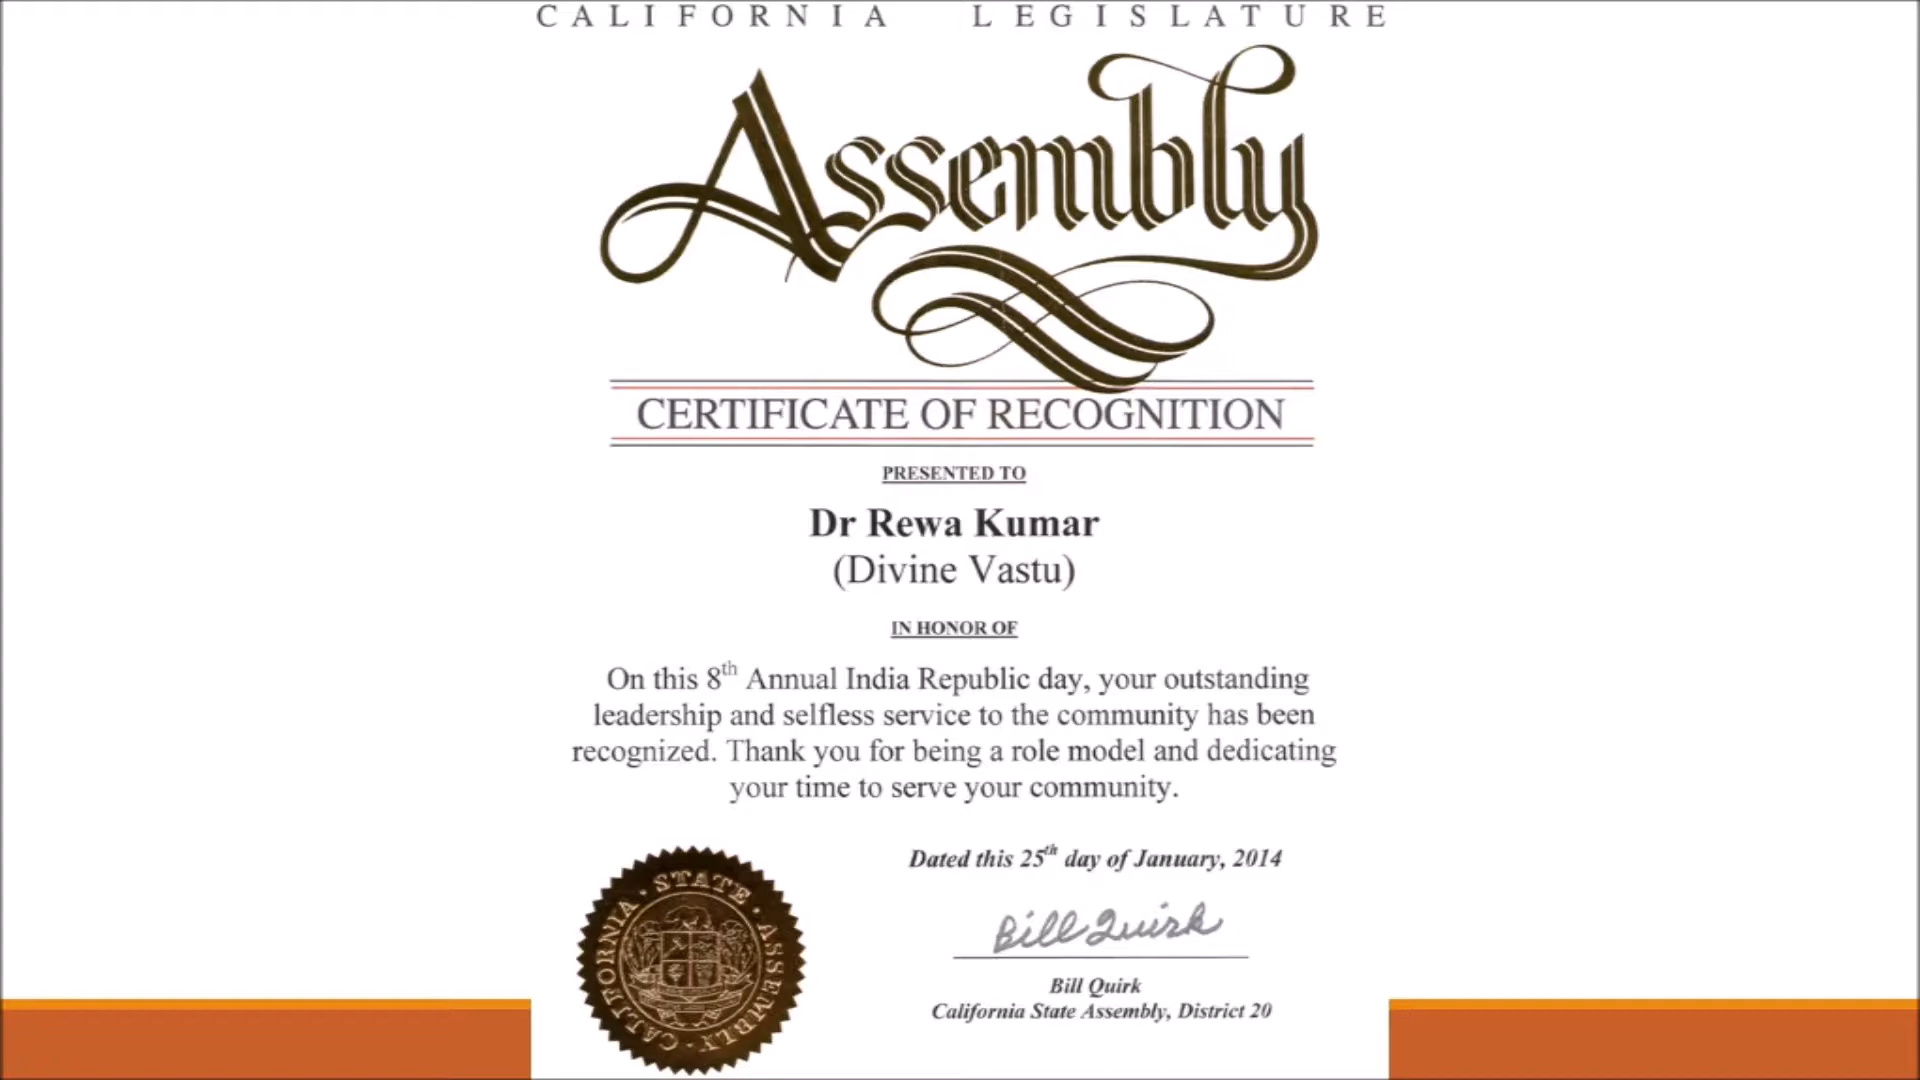 CALIFORNIA LEGISLATURE
Assembly
CERTIFICATE OF RECOGNITION
PRESENTED TO
Dr Rewa Kumar
(Divine Vastu)
IN HONOR OF
On this 8th Annual India Republic day, your outstanding
leadership and selfless service to the community has been
recognized. Thank you for being a role model and dedicating
your time to serve your community.
Dated this 25th day of January, 2014
Bill Quirk
Bill Quirk
California State Assembly, District 20
CALIFORNIA · STATE · ASSEMBLY